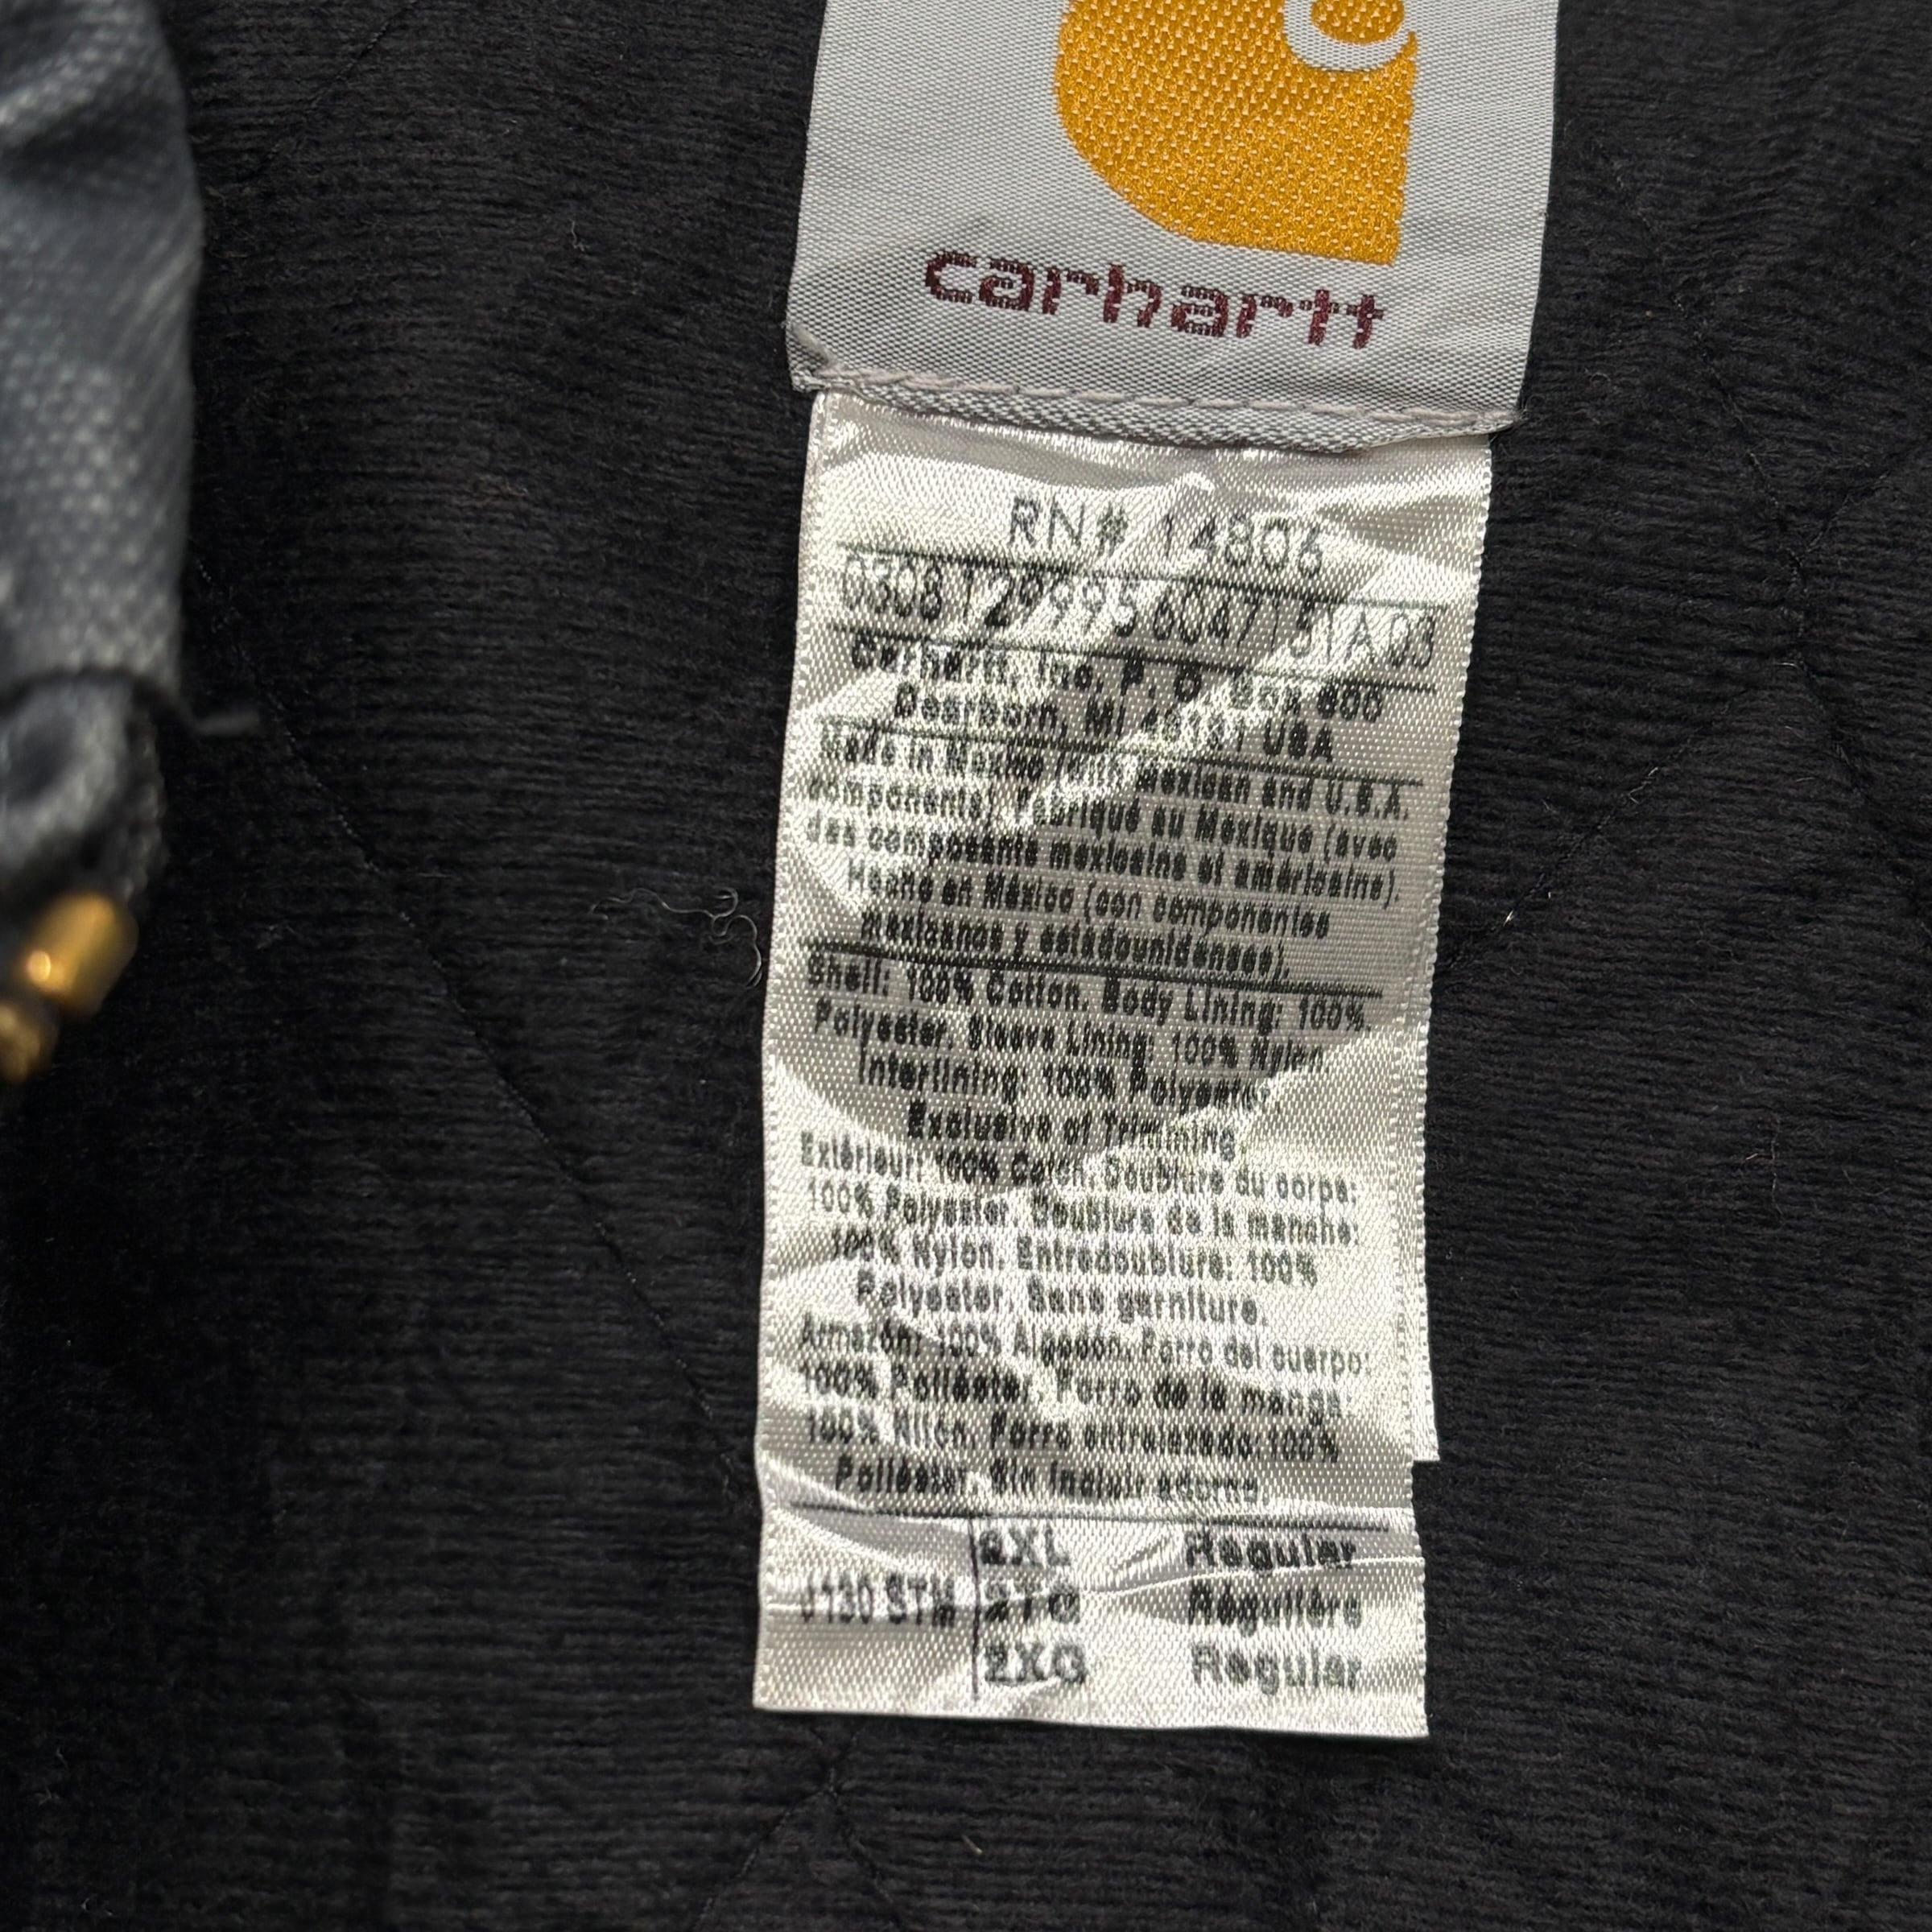 carhartt
RN# 14806
Carhartt, Inc. P. O. Box 600
Dearborn, MI 48121 USA
Made in Mexico (with Mexican and U.S.A.
components). Fabriqué au Mexique (avec
des composants mexicains et américains).
Hecho en México (con componentes
mexicanos y estadounidenses).
Shell: 100% Cotton. Body Lining: 100%
Polyester. Sleeve Lining: 100% Nylon
Interlining: 100% Polyester.
Exclusive of Trimming
Extérieur: 100% Coton. Doublure du corps:
100% Polyester. Doublure de la manche:
100% Nylon. Entredoublure: 100%
Polyester. Sans garniture.
Armazón: 100% Algodón. Forro del cuerpo:
100% Poliéster. Forro de la manga
100% Nilón. Forro entretelado 100%
Poliéster. Sin incluir adorno.
2XL Regular
J130 STM 2TG Régulière
2XG Regular